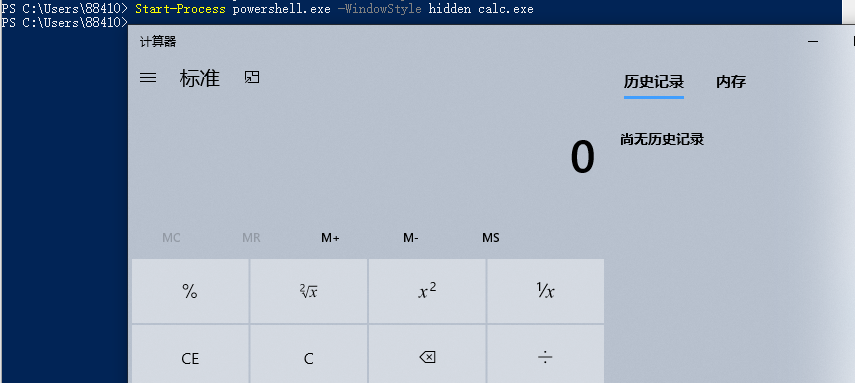 PS C:\Users\88410> Start-Process powershell.exe -WindowStyle hidden calc.exe
PS C:\Users\88410>
计算器
标准
历史记录 内存
尚无历史记录
0
MC MR M+ M- MS
% ²√x x² ¹/x
CE C ÷